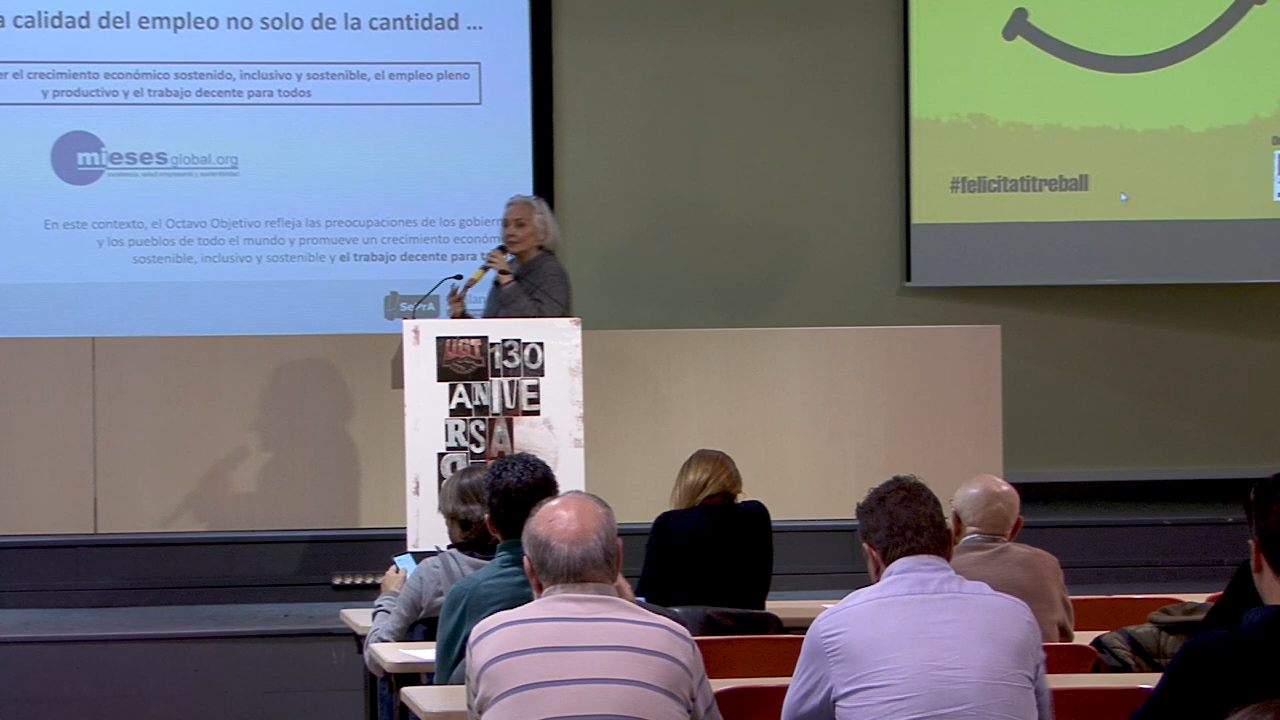 a calidad del empleo no solo de la cantidad ...
er el crecimiento económico sostenido, inclusivo y sostenible, el empleo pleno
y productivo y el trabajo decente para todos
mieses global.org
En este contexto, el Octavo Objetivo refleja las preocupaciones de los gobier
y los pueblos de todo el mundo y promueve un crecimiento económ
sostenible, inclusivo y sostenible y el trabajo decente para t
SePrA
#felicitatitreball
UGT 130
ANIVE
RSA